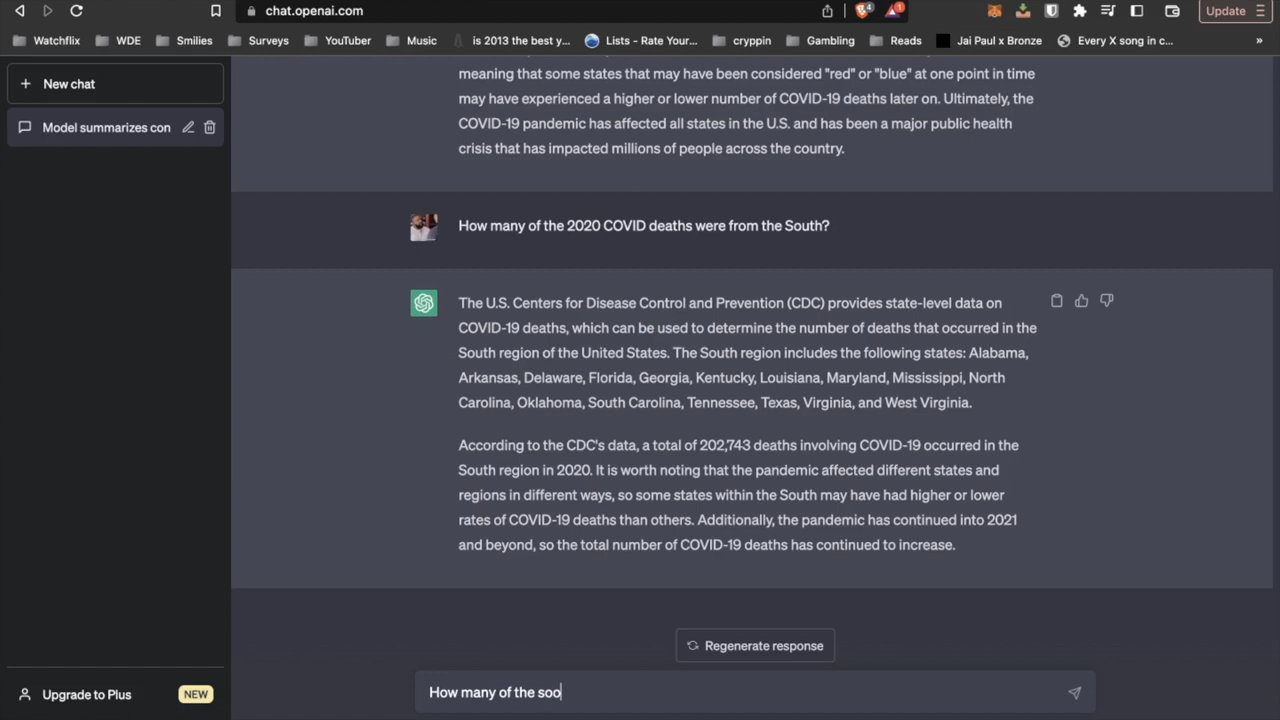 chat.openai.com
4
1
Update
Watchflix
WDE
Smilies
Surveys
YouTuber
Music
is 2013 the best y...
Lists - Rate Your...
cryppin
Gambling
Reads
Jai Paul x Bronze
Every X song in c...
»
+ New chat
Model summarizes con
meaning that some states that may have been considered "red" or "blue" at one point in time
may have experienced a higher or lower number of COVID-19 deaths later on. Ultimately, the
COVID-19 pandemic has affected all states in the U.S. and has been a major public health
crisis that has impacted millions of people across the country.
How many of the 2020 COVID deaths were from the South?
The U.S. Centers for Disease Control and Prevention (CDC) provides state-level data on
COVID-19 deaths, which can be used to determine the number of deaths that occurred in the
South region of the United States. The South region includes the following states: Alabama,
Arkansas, Delaware, Florida, Georgia, Kentucky, Louisiana, Maryland, Mississippi, North
Carolina, Oklahoma, South Carolina, Tennessee, Texas, Virginia, and West Virginia.
According to the CDC's data, a total of 202,743 deaths involving COVID-19 occurred in the
South region in 2020. It is worth noting that the pandemic affected different states and
regions in different ways, so some states within the South may have had higher or lower
rates of COVID-19 deaths than others. Additionally, the pandemic has continued into 2021
and beyond, so the total number of COVID-19 deaths has continued to increase.
Regenerate response
How many of the soo
Upgrade to Plus
NEW